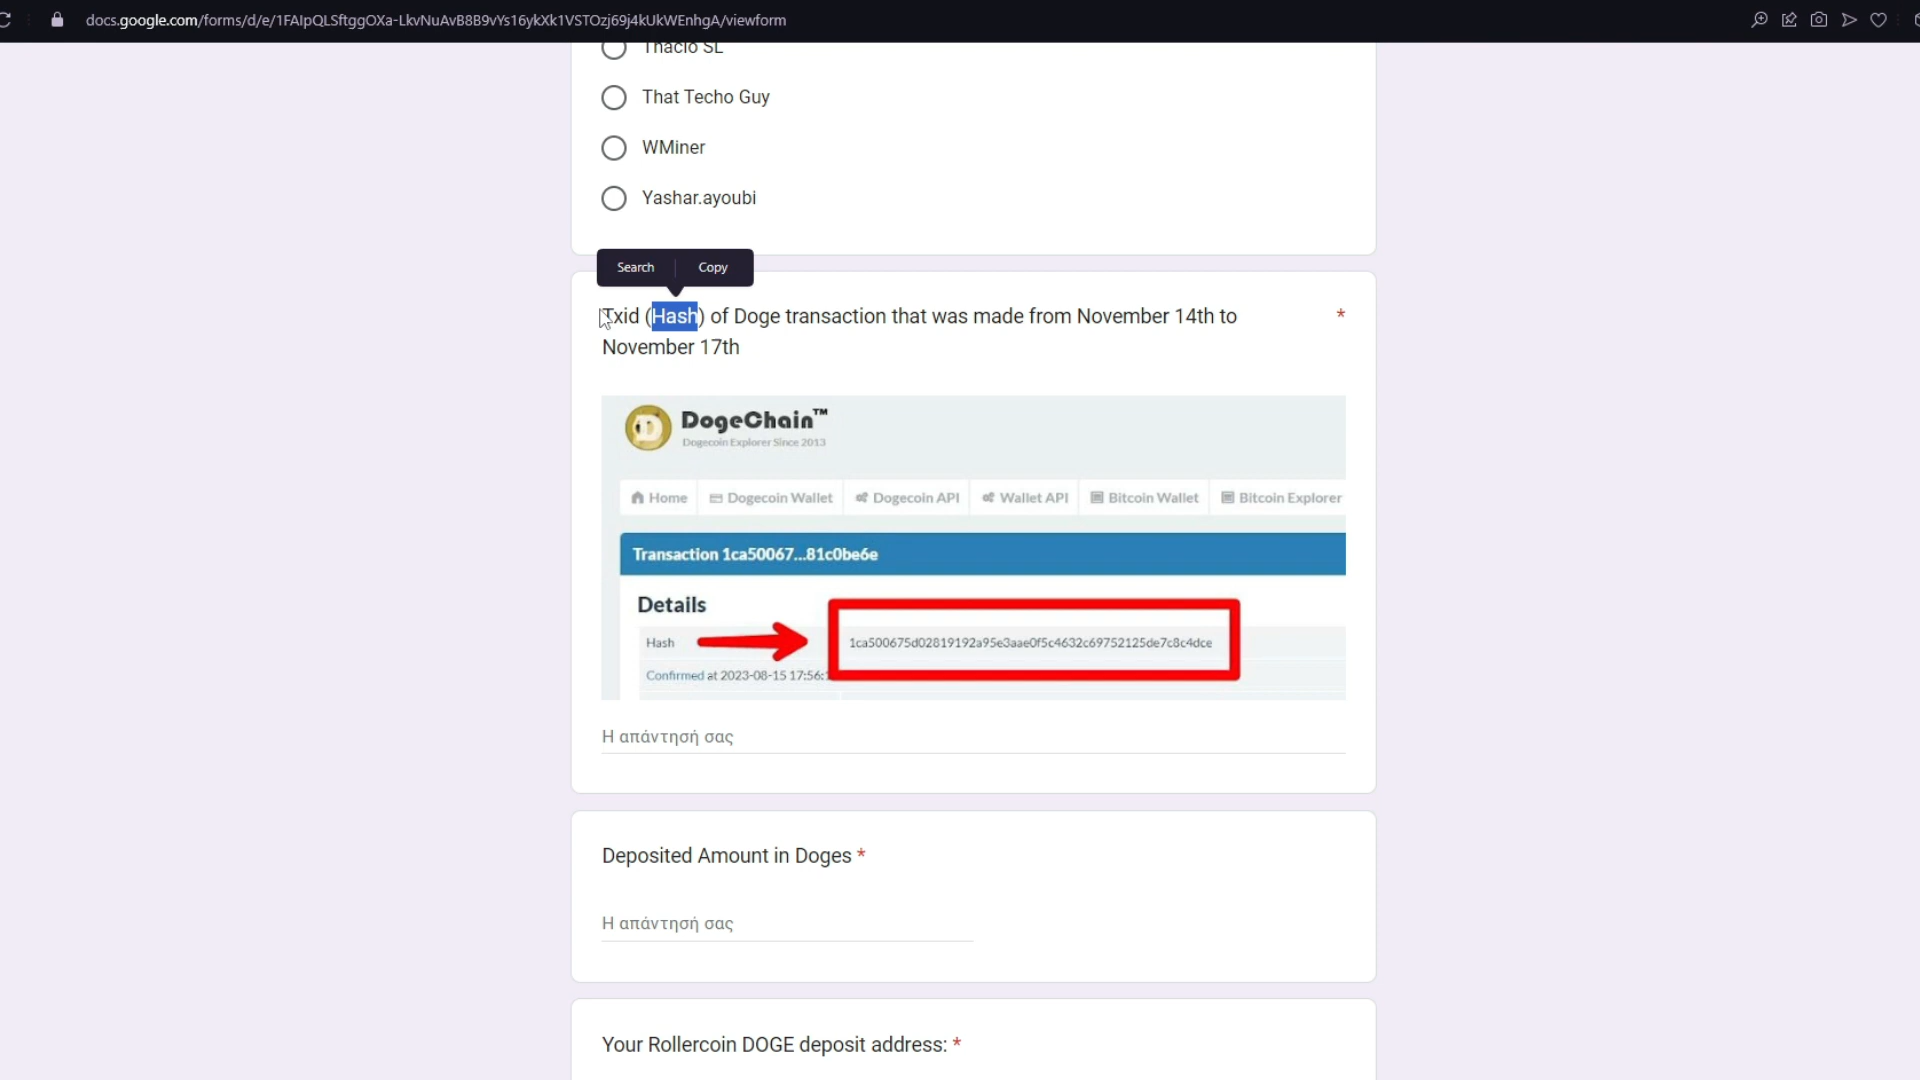 docs.google.com/forms/d/e/1FAIpQLSftggOXa-LkvNuAvB8B9vYs16ykXk1VSTOzj69j4kUkWEnhgA/viewform
Thacio SL
That Techo Guy
WMiner
Yashar.ayoubi
Search Copy
Txid (Hash) of Doge transaction that was made from November 14th to *
November 17th
DogeChain™
Dogecoin Explorer Since 2013
Home Dogecoin Wallet Dogecoin API Wallet API Bitcoin Wallet Bitcoin Explorer
Transaction 1ca50067...81c0be6e
Details
Hash 1ca500675d02819192a95e3aae0f5c4632c69752125de7c8c4dce
Confirmed at 2023-08-15 17:56:
Η απάντησή σας
Deposited Amount in Doges *
Η απάντησή σας
Your Rollercoin DOGE deposit address: *